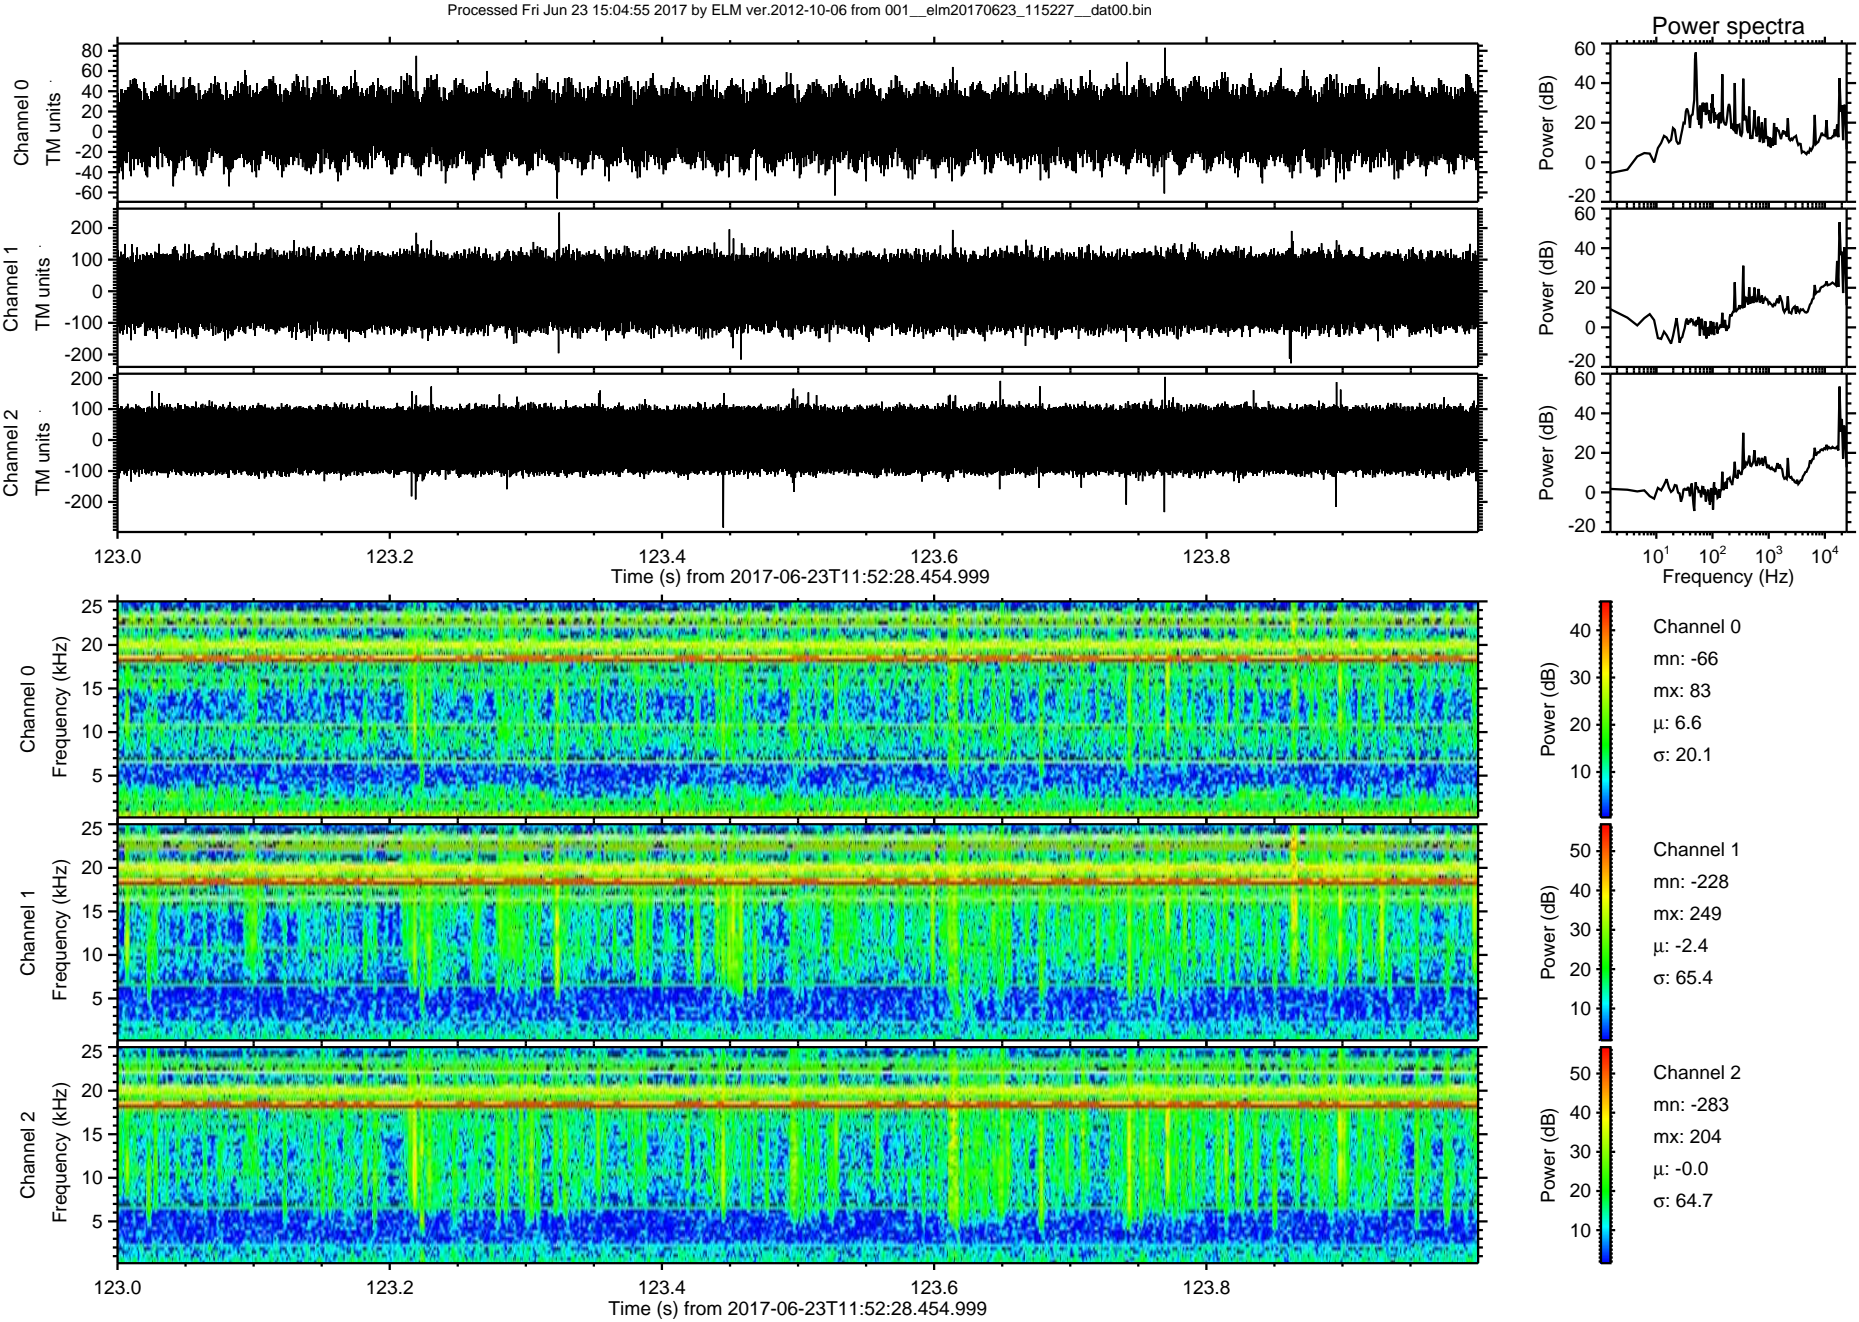 Processed Fri Jun 23 15:04:55 2017 by ELM ver.2012-10-06 from 001__elm20170623_115227__dat00.bin
Power spectra
Channel 0
TM units
80
60
40
20
0
-20
-40
-60
Power (dB)
60
40
20
0
-20
Channel 1
TM units
200
100
0
-100
-200
Power (dB)
60
40
20
0
-20
Channel 2
TM units
200
100
0
-100
-200
Power (dB)
60
40
20
0
-20
123.0 123.2 123.4 123.6 123.8
Time (s) from 2017-06-23T11:52:28.454.999
10¹ 10² 10³ 10⁴
Frequency (Hz)
Channel 0
Frequency (kHz)
25
20
15
10
5
Power (dB)
40
30
20
10
Channel 0
mn: -66
mx: 83
μ: 6.6
σ: 20.1
Channel 1
Frequency (kHz)
25
20
15
10
5
Power (dB)
50
40
30
20
10
Channel 1
mn: -228
mx: 249
μ: -2.4
σ: 65.4
Channel 2
Frequency (kHz)
25
20
15
10
5
Power (dB)
50
40
30
20
10
Channel 2
mn: -283
mx: 204
μ: -0.0
σ: 64.7
123.0 123.2 123.4 123.6 123.8
Time (s) from 2017-06-23T11:52:28.454.999